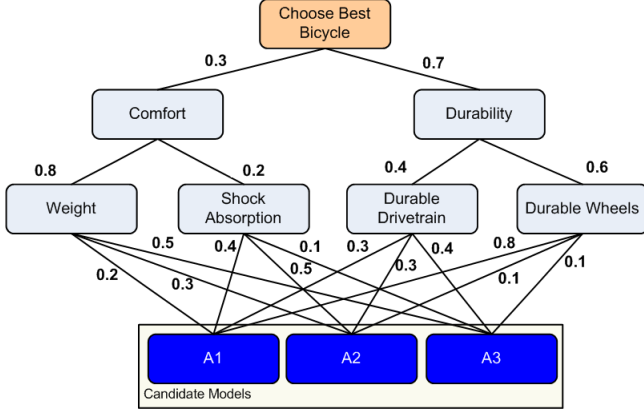 Choose Best
Bicycle
0.3
0.7
Comfort
Durability
0.8
0.2
0.4
0.6
Weight
Shock
Absorption
Durable
Drivetrain
Durable Wheels
0.5
0.4
0.1
0.3
0.4
0.8
0.2
0.3
0.5
0.3
0.1
0.1
A1
A2
A3
Candidate Models